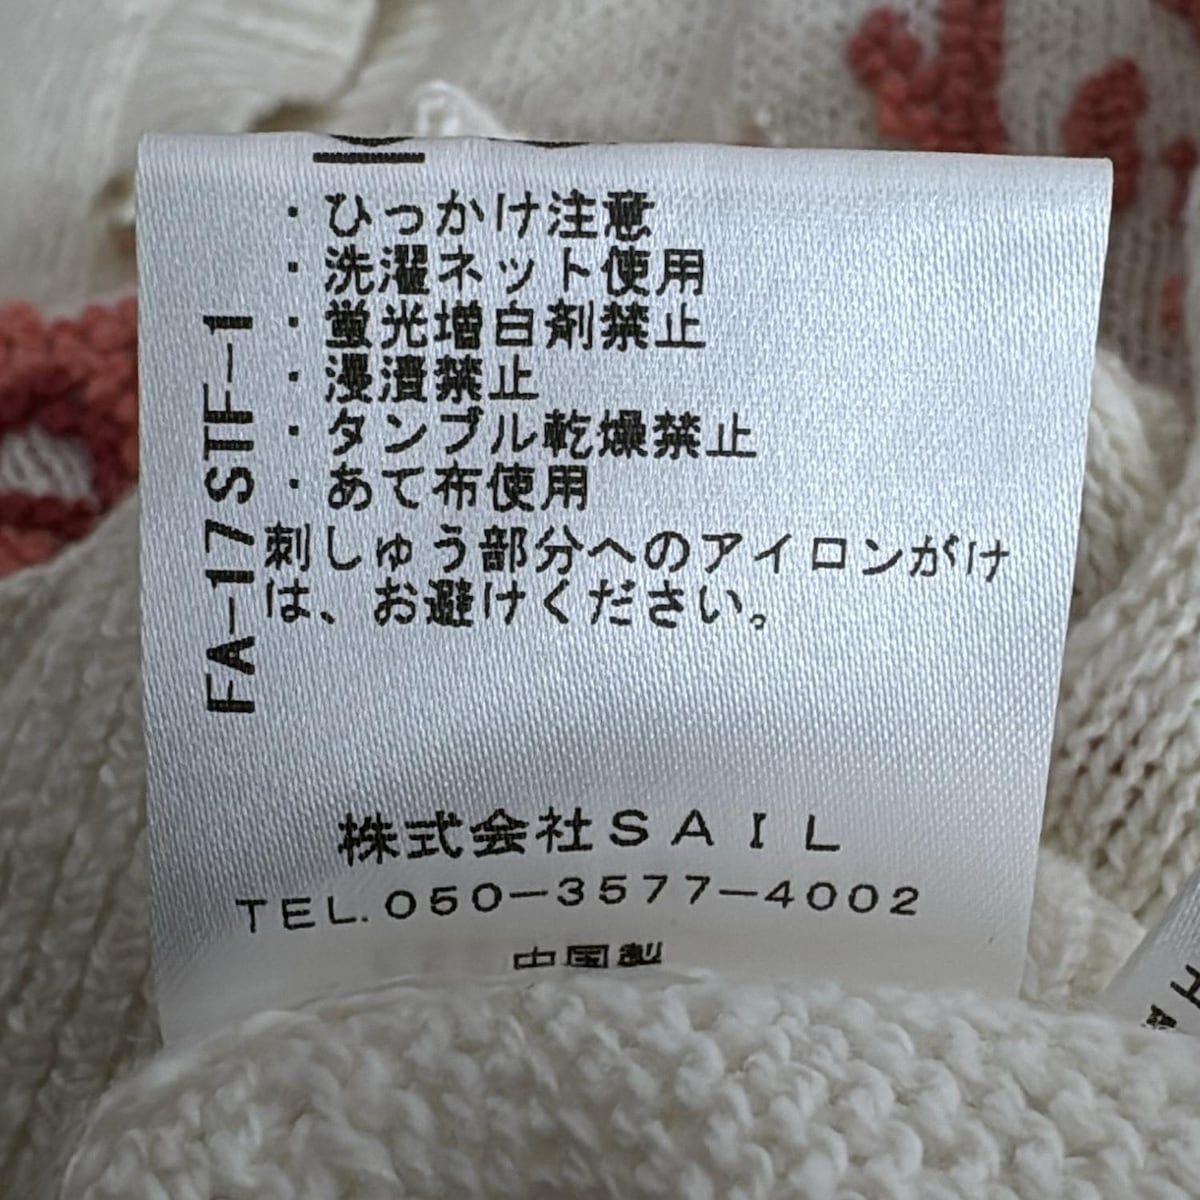 ・ひっかけ注意
・洗濯ネット使用
・蛍光増白剤禁止
・浸漬禁止
・タンブル乾燥禁止
・あて布使用
刺しゅう部分へのアイロンがけ
は、お避けください。
FA-17STF-1
株式会社SAIL
TEL.050-3577-4002
中国製